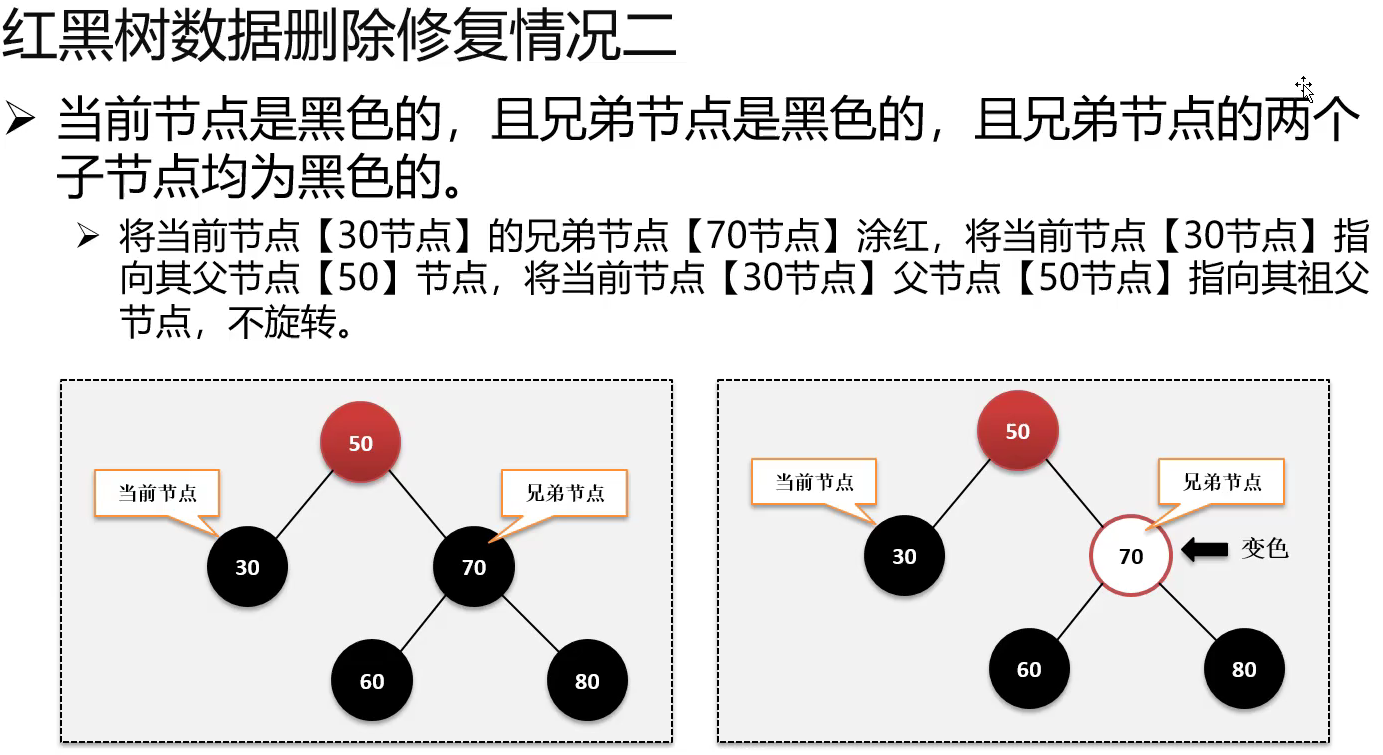 红黑树数据删除修复情况二
当前节点是黑色的，且兄弟节点是黑色的，且兄弟节点的两个
子节点均为黑色的。
将当前节点【30节点】的兄弟节点【70节点】涂红，将当前节点【30节点】指
向其父节点【50】节点，将当前节点【30节点】父节点【50节点】指向其祖父
节点，不旋转。
50
当前节点
兄弟节点
30
70
60
80
50
当前节点
兄弟节点
30
70
变色
60
80